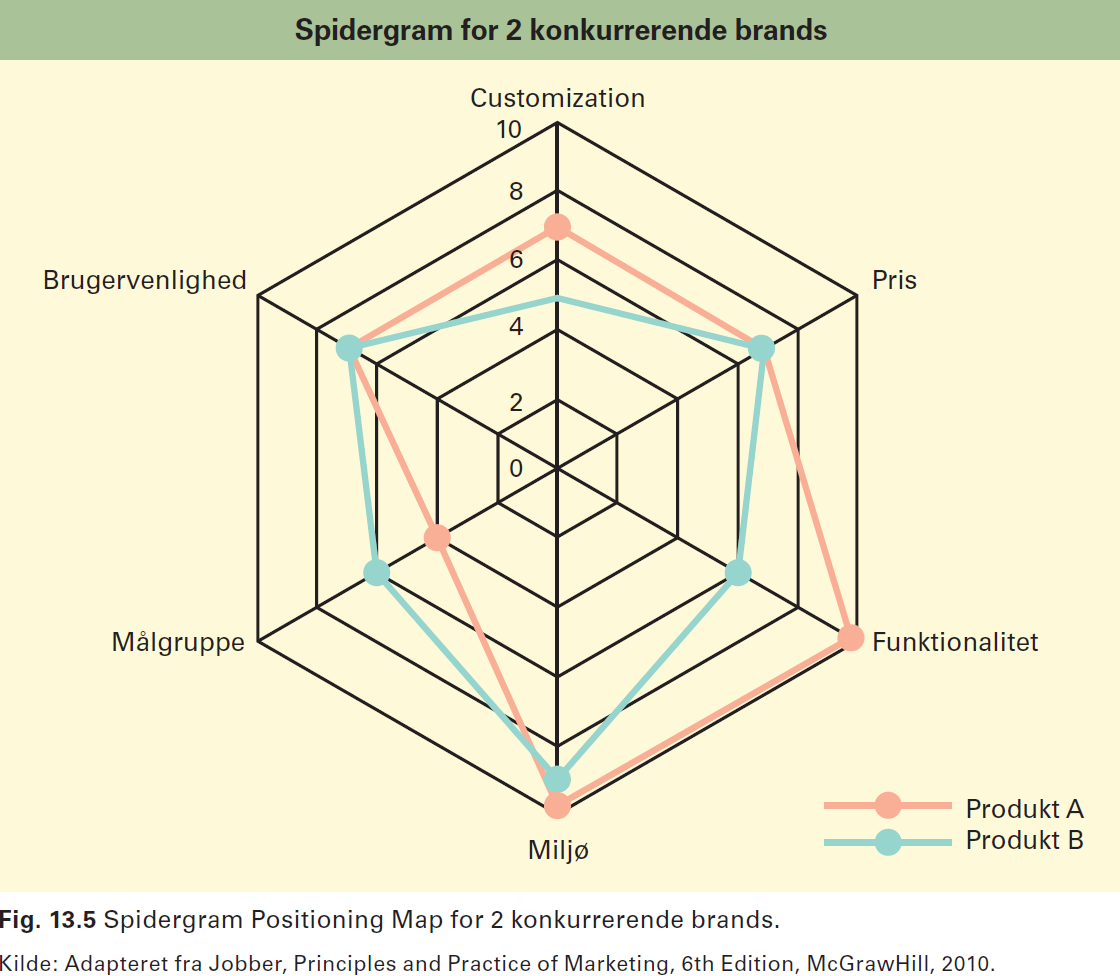 Spidergram for 2 konkurrerende brands
Customization
10
8
6
4
2
0
Brugervenlighed
Pris
Målgruppe
Funktionalitet
Miljø
Produkt A
Produkt B
Fig. 13.5 Spidergram Positioning Map for 2 konkurrerende brands.
Kilde: Adapteret fra Jobber, Principles and Practice of Marketing, 6th Edition, McGrawHill, 2010.